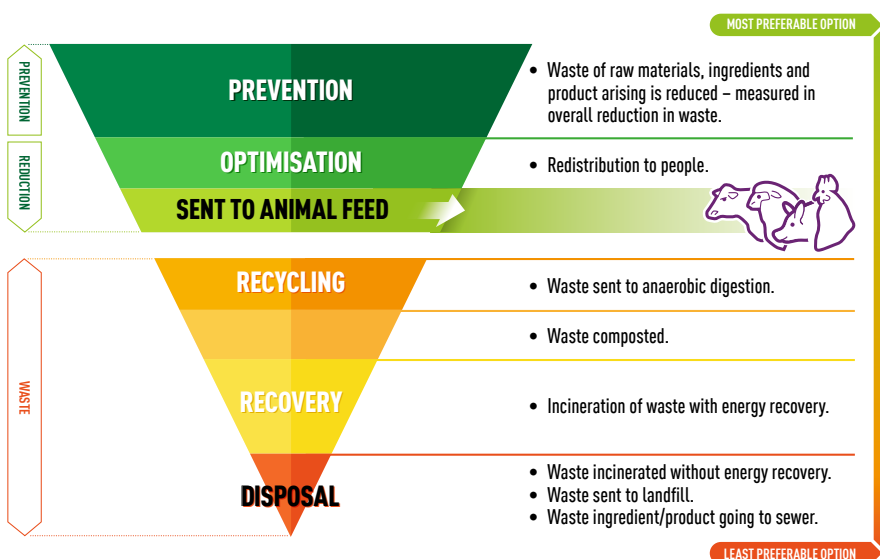 MOST PREFERABLE OPTION
PREVENTION
PREVENTION
• Waste of raw materials, ingredients and
product arising is reduced – measured in
overall reduction in waste.
REDUCTION
OPTIMISATION
• Redistribution to people.
SENT TO ANIMAL FEED
WASTE
RECYCLING
• Waste sent to anaerobic digestion.
• Waste composted.
RECOVERY
• Incineration of waste with energy recovery.
DISPOSAL
• Waste incinerated without energy recovery.
• Waste sent to landfill.
• Waste ingredient/product going to sewer.
LEAST PREFERABLE OPTION